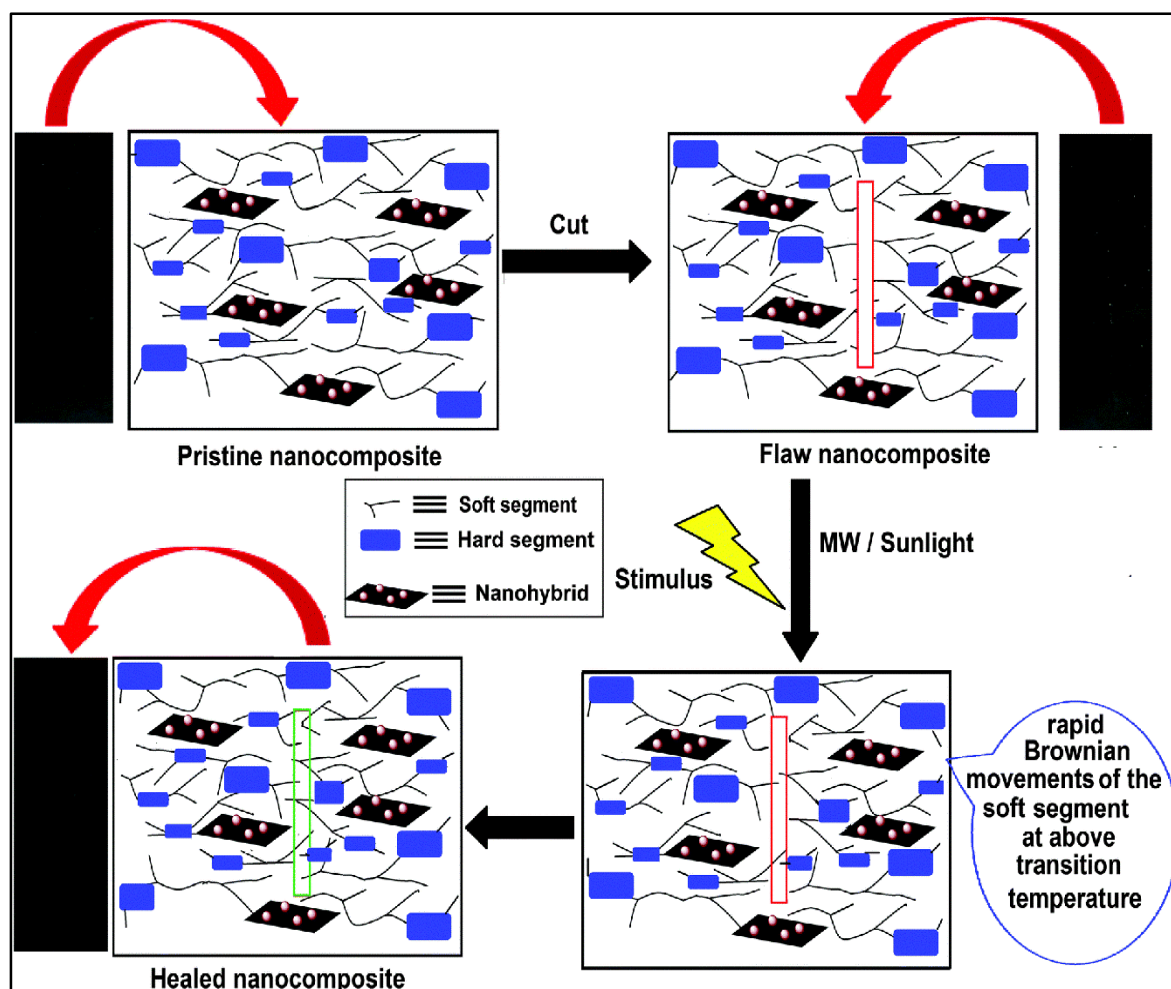 Cut
Pristine nanocomposite
Flaw nanocomposite
Soft segment
Hard segment
Nanohybrid
Stimulus
MW / Sunlight
rapid
Brownian
movements of the
soft segment
at above
transition
temperature
Healed nanocomposite